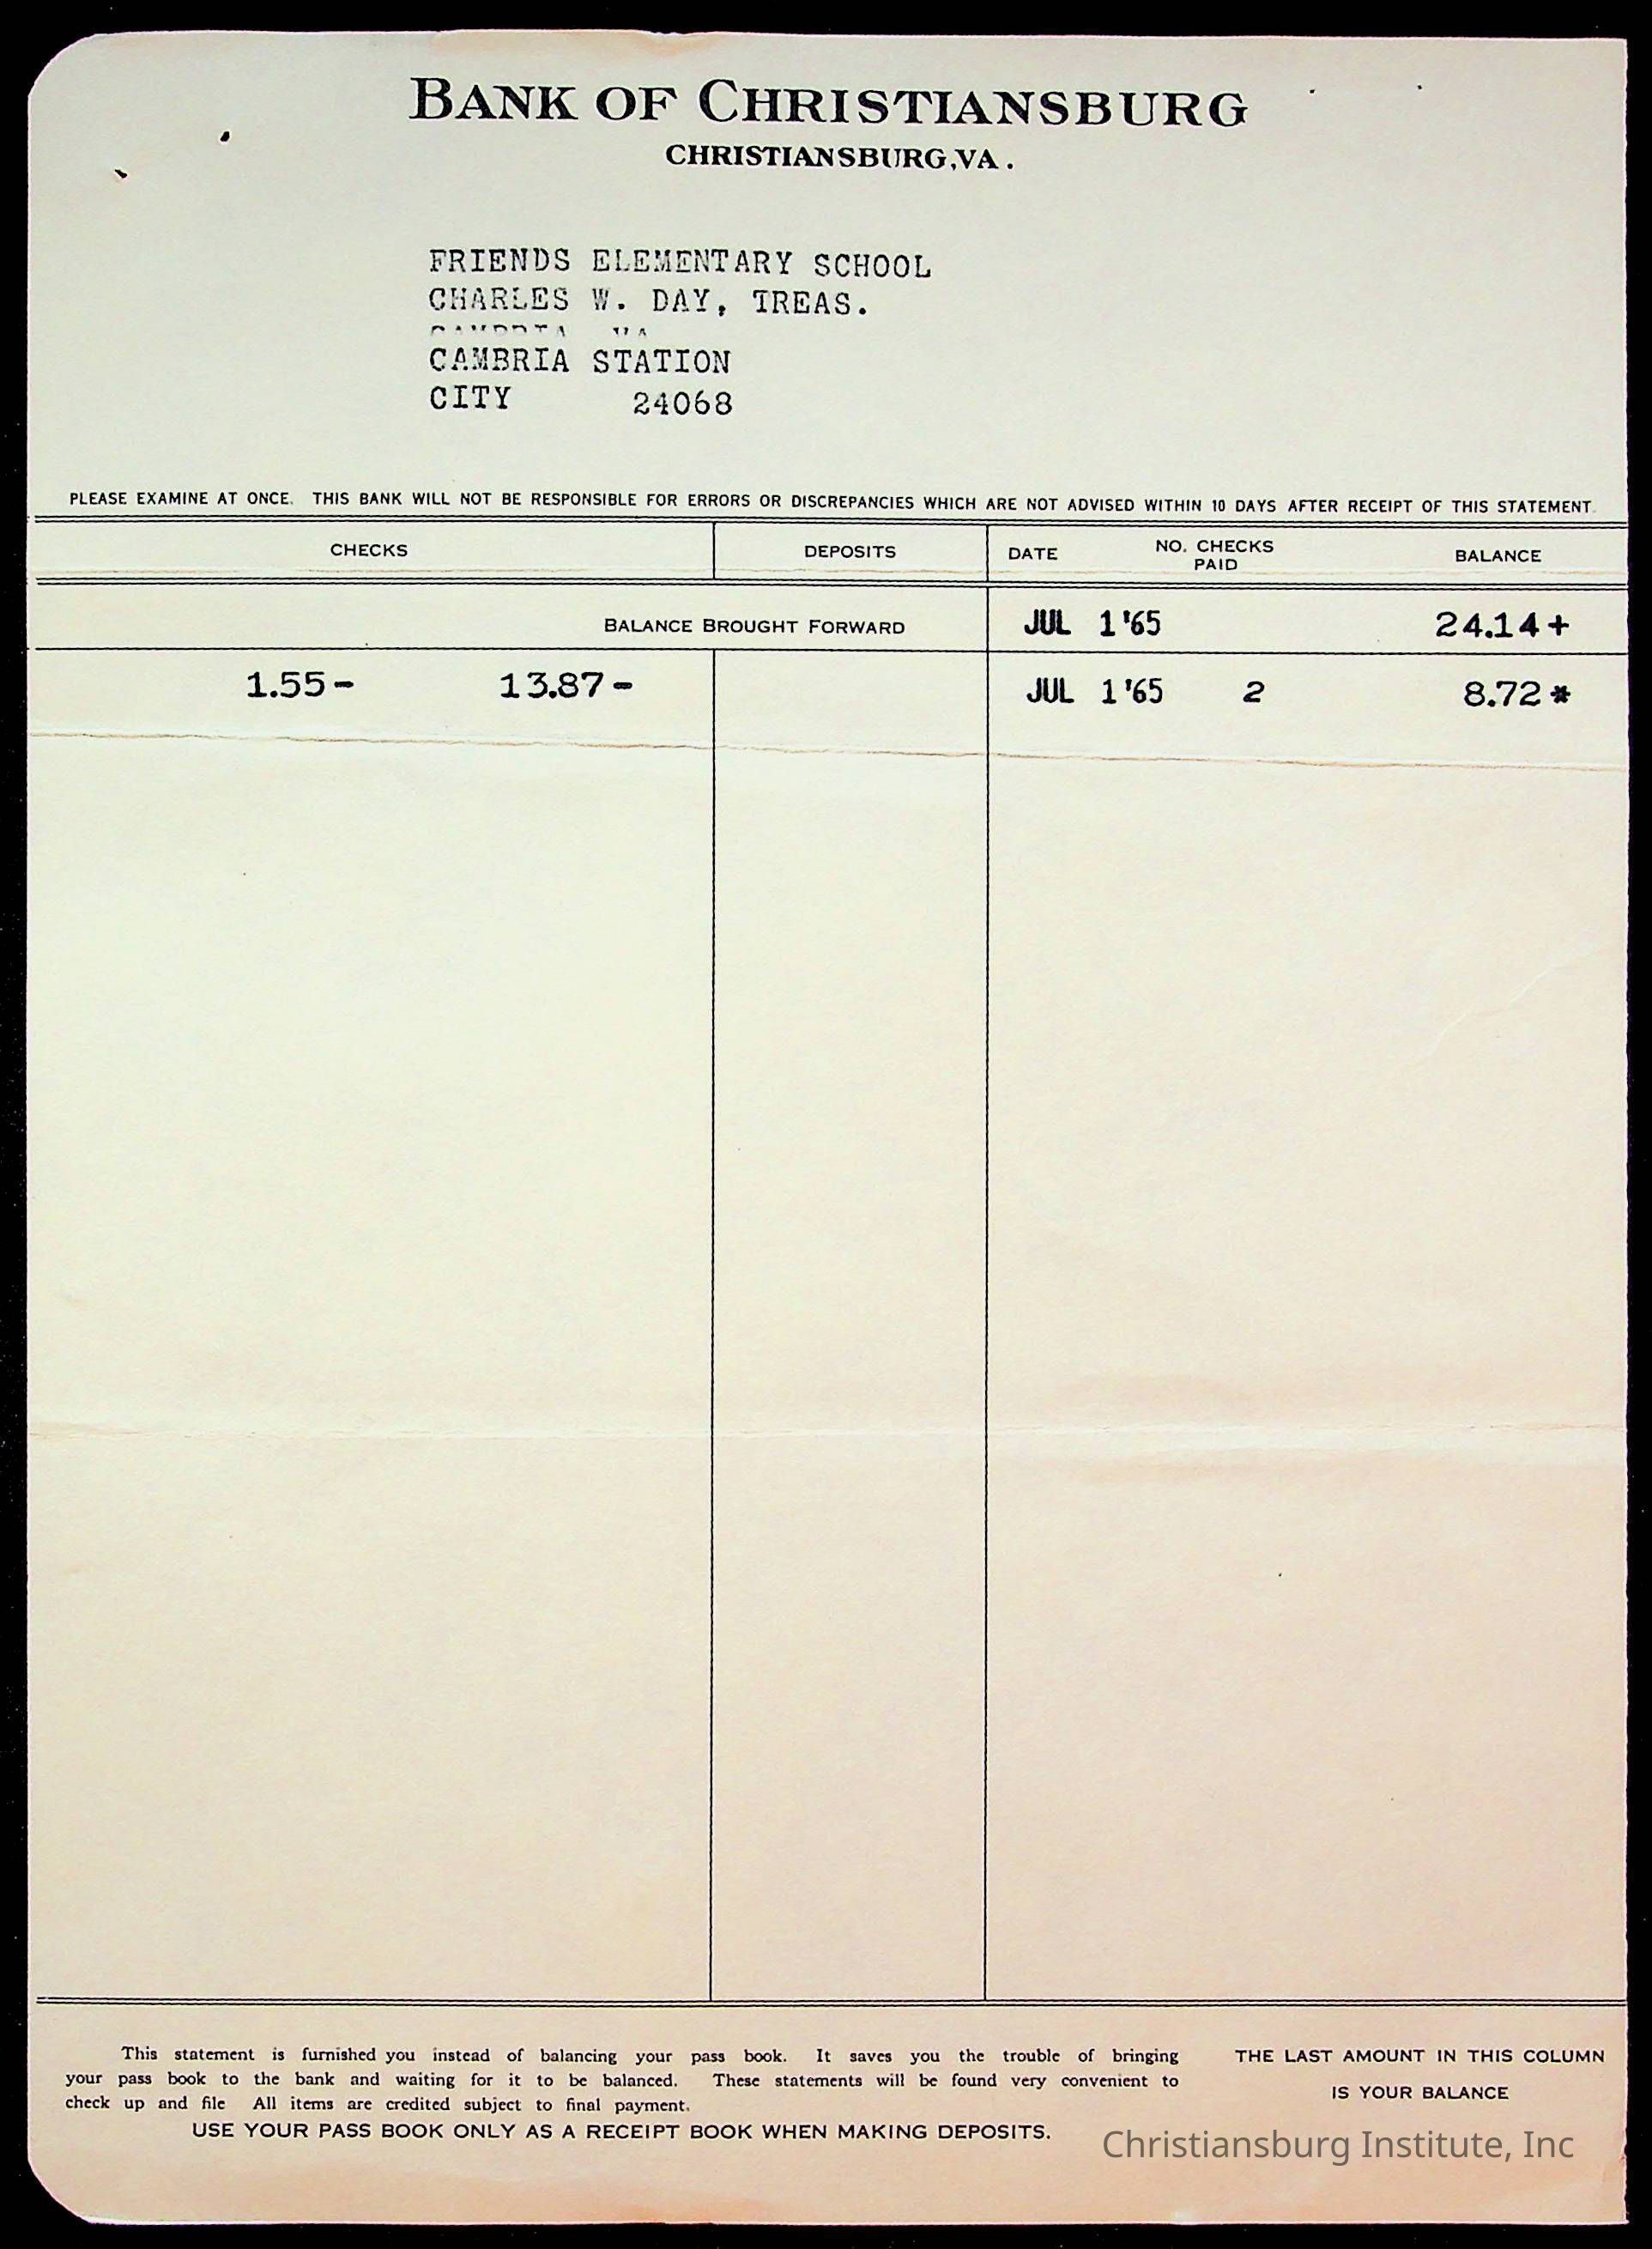 BANK OF CHRISTIANSBURG
CHRISTIANSBURG, VA.
FRIENDS ELEMENTARY SCHOOL
CHARLES W. DAY, TREAS.
CAMBRIA STATION
CITY 24068
PLEASE EXAMINE AT ONCE. THIS BANK WILL NOT BE RESPONSIBLE FOR ERRORS OR DISCREPANCIES WHICH ARE NOT ADVISED WITHIN 10 DAYS AFTER RECEIPT OF THIS STATEMENT.
CHECKS DEPOSITS DATE NO. CHECKS PAID BALANCE
BALANCE BROUGHT FORWARD JUL 1'65 24.14+
1.55- 13.87- JUL 1'65 2 8.72*
This statement is furnished you instead of balancing your pass book. It saves you the trouble of bringing
your pass book to the bank and waiting for it to be balanced. These statements will be found very convenient to
check up and file All items are credited subject to final payment.
USE YOUR PASS BOOK ONLY AS A RECEIPT BOOK WHEN MAKING DEPOSITS.
THE LAST AMOUNT IN THIS COLUMN
IS YOUR BALANCE
Christiansburg Institute, Inc